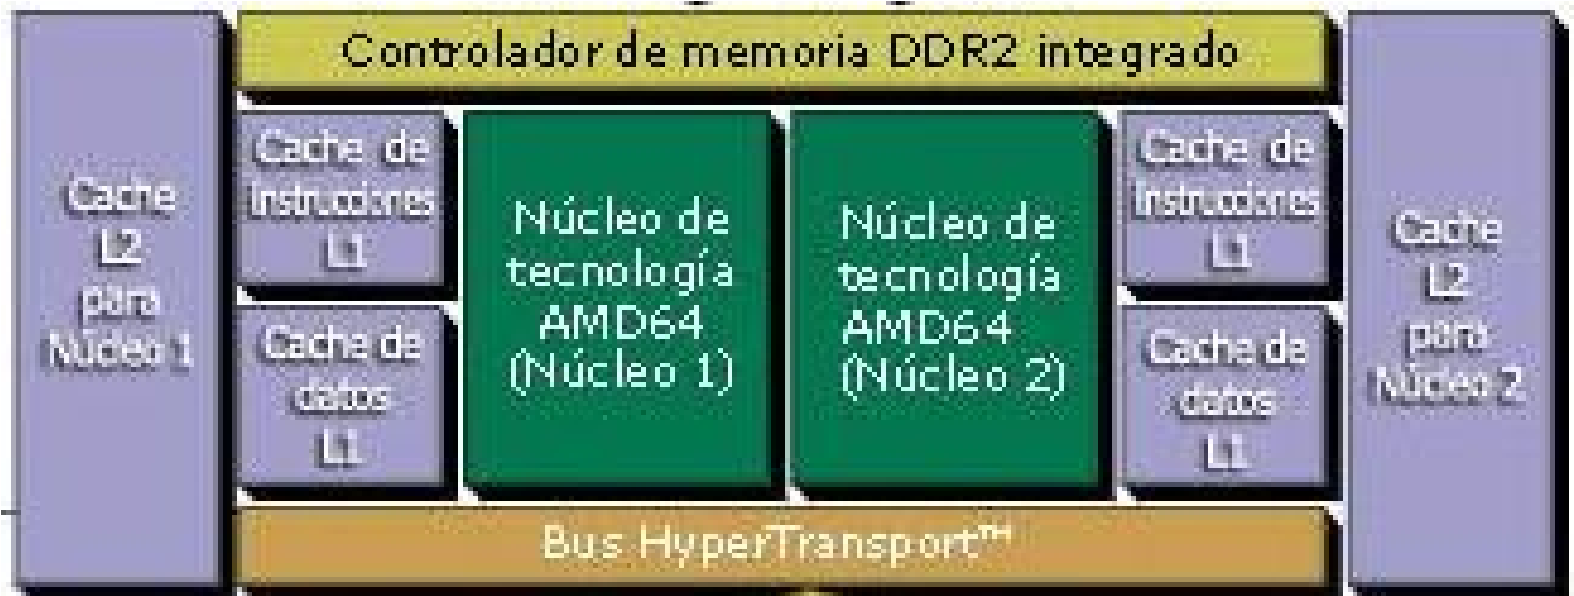 Controlador de memoria DDR2 integrado
Cache
L2
para
Núcleo 1
Cache de
instrucciones
L1
Cache de
datos
L1
Núcleo de
tecnología
AMD64
(Núcleo 1)
Núcleo de
tecnología
AMD64
(Núcleo 2)
Cache de
instrucciones
L1
Cache de
datos
L1
Cache
L2
para
Núcleo 2
Bus HyperTransport™